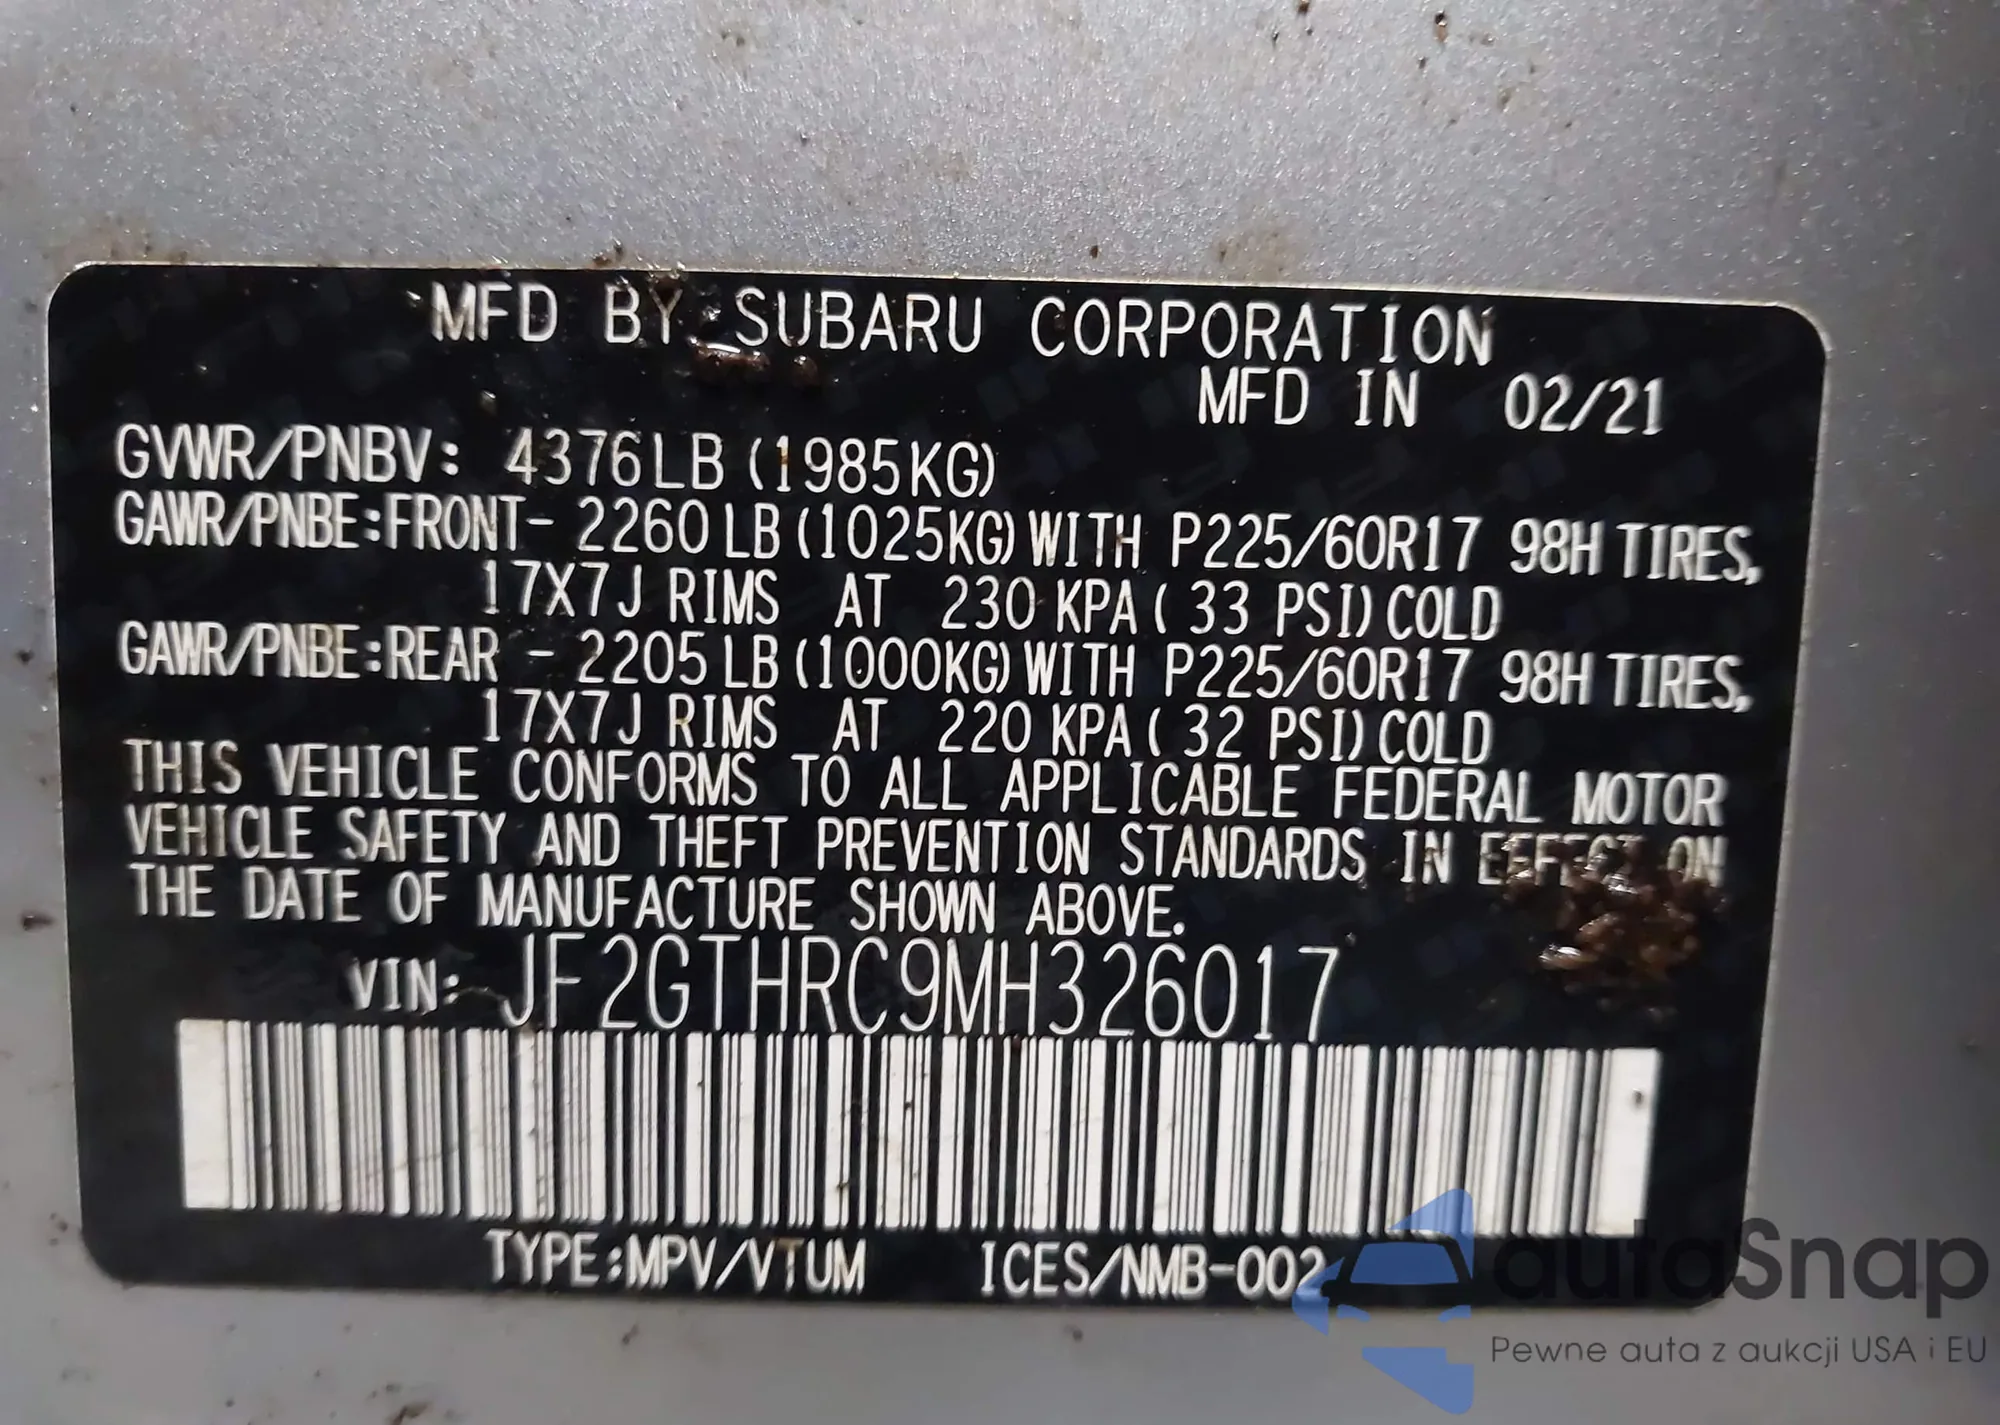 MFD BY SUBARU CORPORATION
MFD IN 02/21
GVWR/PNBV: 4376LB (1985KG)
GAWR/PNBE:FRONT- 2260LB (1025KG) WITH P225/60R17 98H TIRES,
17X7J RIMS AT 230 KPA( 33 PSI) COLD
GAWR/PNBE:REAR - 2205LB (1000KG) WITH P225/60R17 98H TIRES,
17X7J RIMS AT 220 KPA( 32 PSI) COLD
THIS VEHICLE CONFORMS TO ALL APPLICABLE FEDERAL MOTOR
VEHICLE SAFETY AND THEFT PREVENTION STANDARDS IN EFFECT ON
THE DATE OF MANUFACTURE SHOWN ABOVE.
VIN: JF2GTHRC9MH326017
TYPE:MPV/VTUM ICES/NMB-002
autaSnap
Pewne auta z aukcji USA i EU